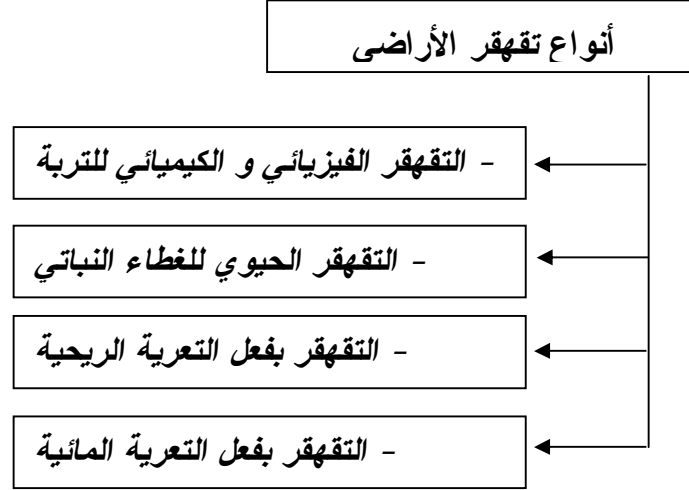 أنواع تقهقر الأراضى
- التقهقر الفيزيائي و الكيميائي للتربة
- التقهقر الحيوي للغطاء النباتي
- التقهقر بفعل التعرية الريحية
- التقهقر بفعل التعرية المائية